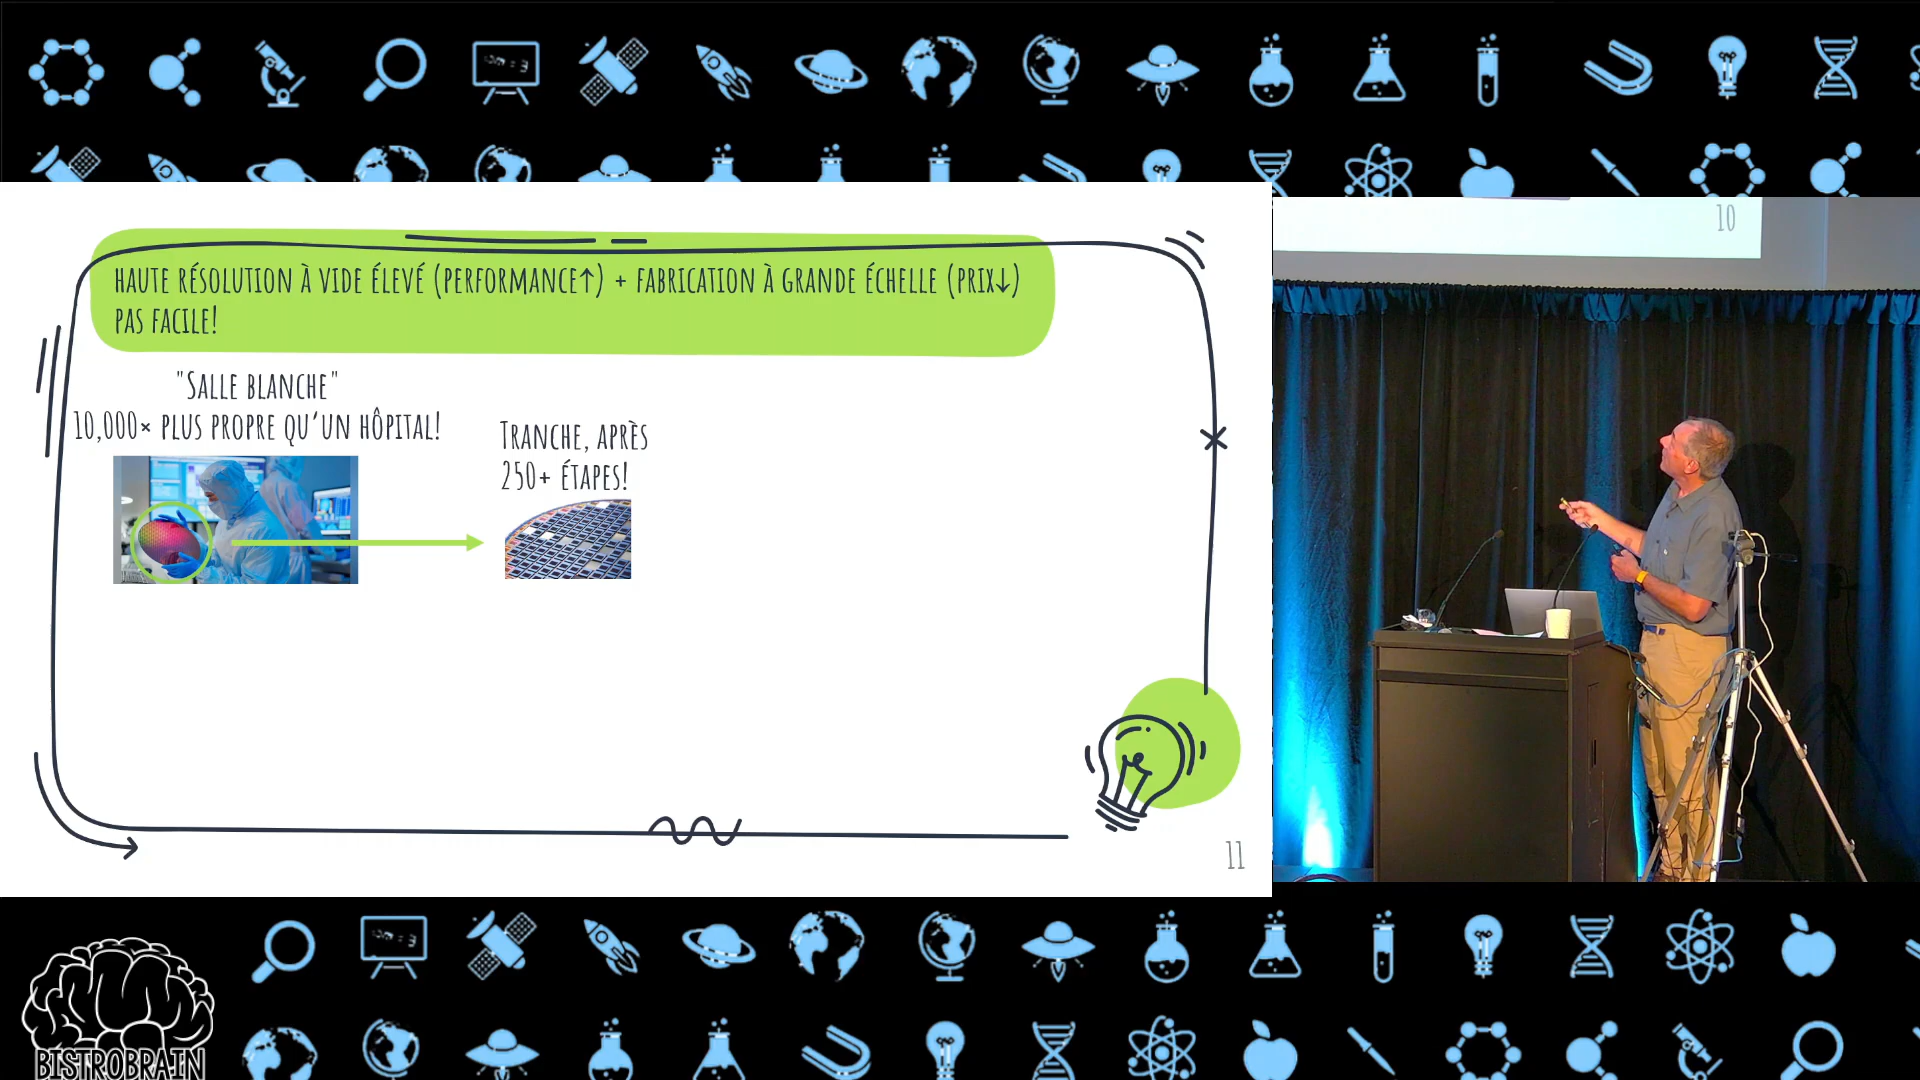 10
HAUTE RÉSOLUTION À VIDE ÉLEVÉ (PERFORMANCE↑) + FABRICATION À GRANDE ÉCHELLE (PRIX↓)
PAS FACILE!
"SALLE BLANCHE"
10,000× PLUS PROPRE QU'UN HÔPITAL!
TRANCHE, APRÈS
250+ ÉTAPES!
11
BISTROBRAIN